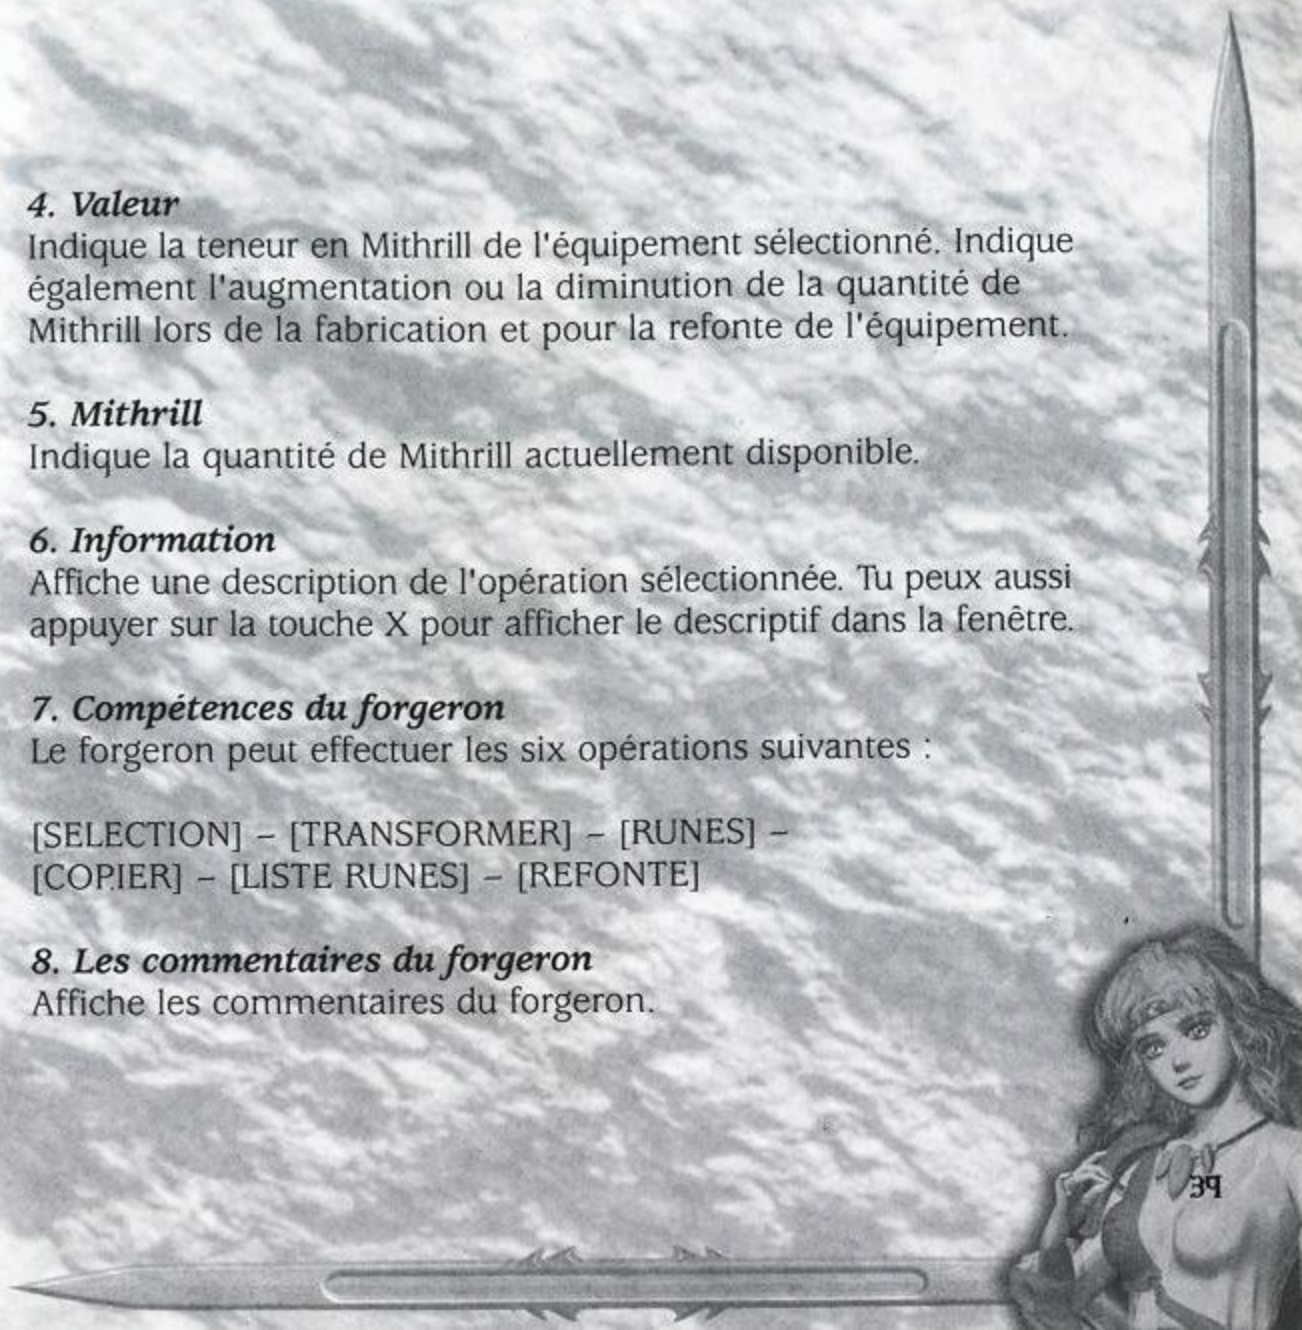 4. Valeur
Indique la teneur en Mithrill de l'équipement sélectionné. Indique
également l'augmentation ou la diminution de la quantité de
Mithrill lors de la fabrication et pour la refonte de l'équipement.
5. Mithrill
Indique la quantité de Mithrill actuellement disponible.
6. Information
Affiche une description de l'opération sélectionnée. Tu peux aussi
appuyer sur la touche X pour afficher le descriptif dans la fenêtre.
7. Compétences du forgeron
Le forgeron peut effectuer les six opérations suivantes :
[SELECTION] – [TRANSFORMER] – [RUNES] –
[COPIER] – [LISTE RUNES] – [REFONTE]
8. Les commentaires du forgeron
Affiche les commentaires du forgeron.
39